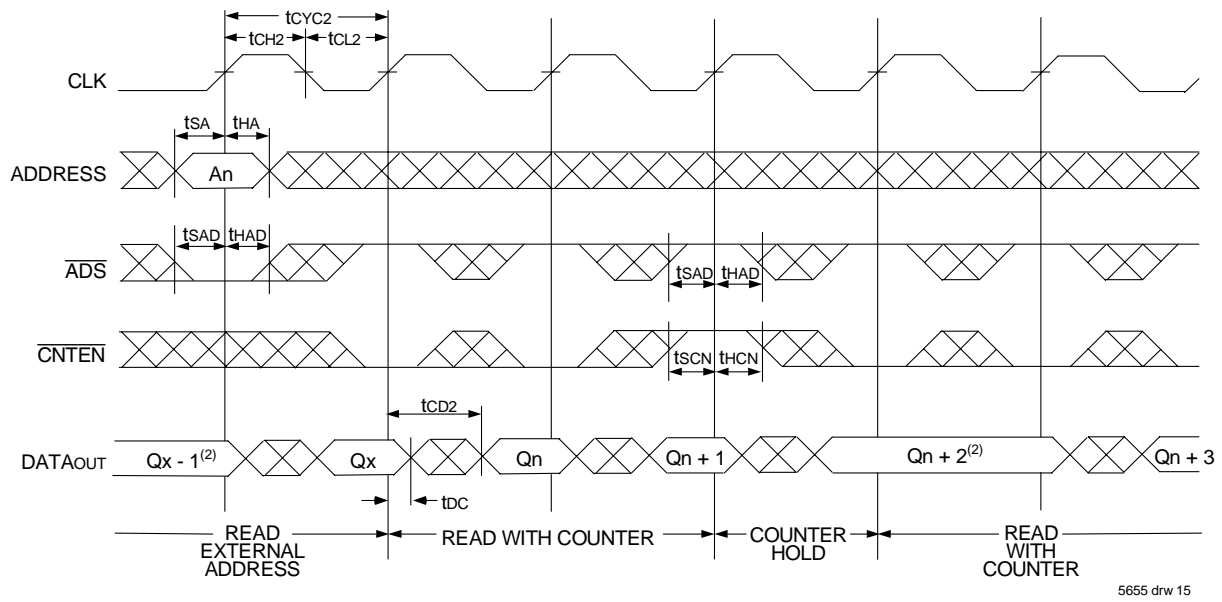 tCYC2
tCH2 tCL2
CLK
tSA tHA
ADDRESS An
tSAD tHAD
ADS
tSAD tHAD
CNTEN
tSCN tHCN
tCD2
DATAOUT Qx - 1(2) Qx Qn Qn + 1 Qn + 2(2) Qn + 3
tDC
READ EXTERNAL ADDRESS
READ WITH COUNTER
COUNTER HOLD
READ WITH COUNTER
5655 drw 15